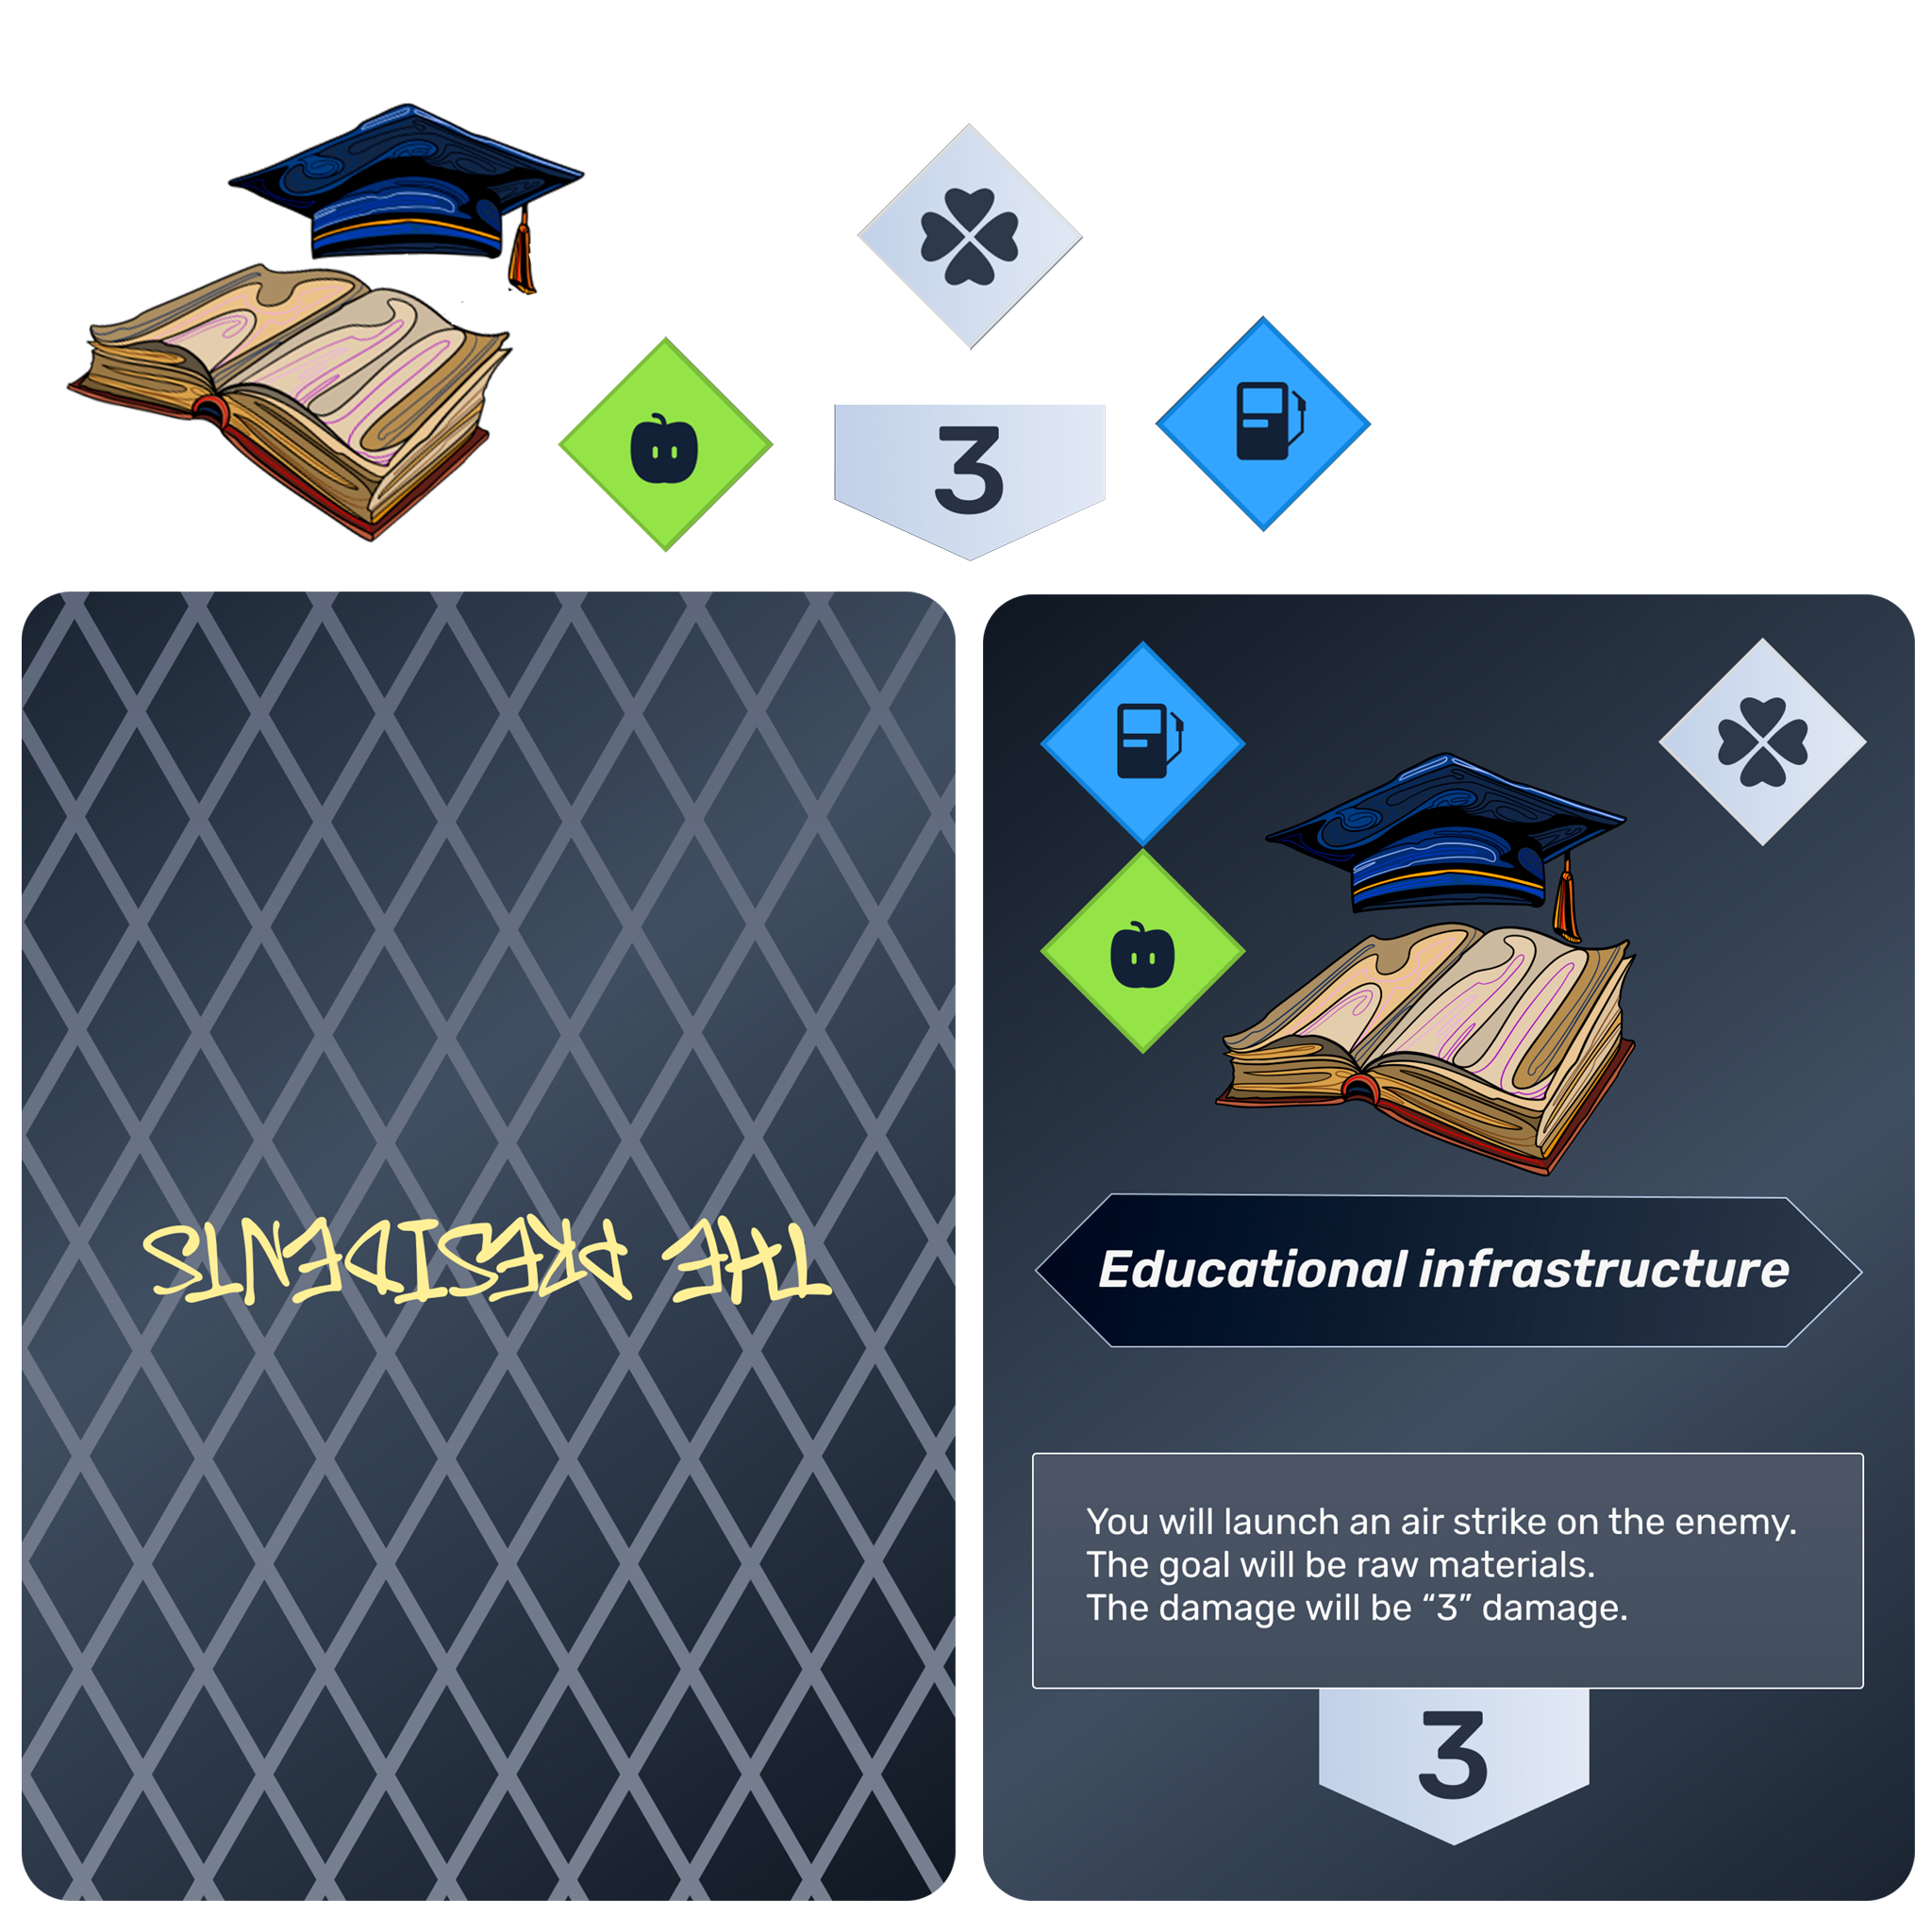 3
THE PRESIDENTS
Educational infrastructure
You will launch an air strike on the enemy.
The goal will be raw materials.
The damage will be “3” damage.
3